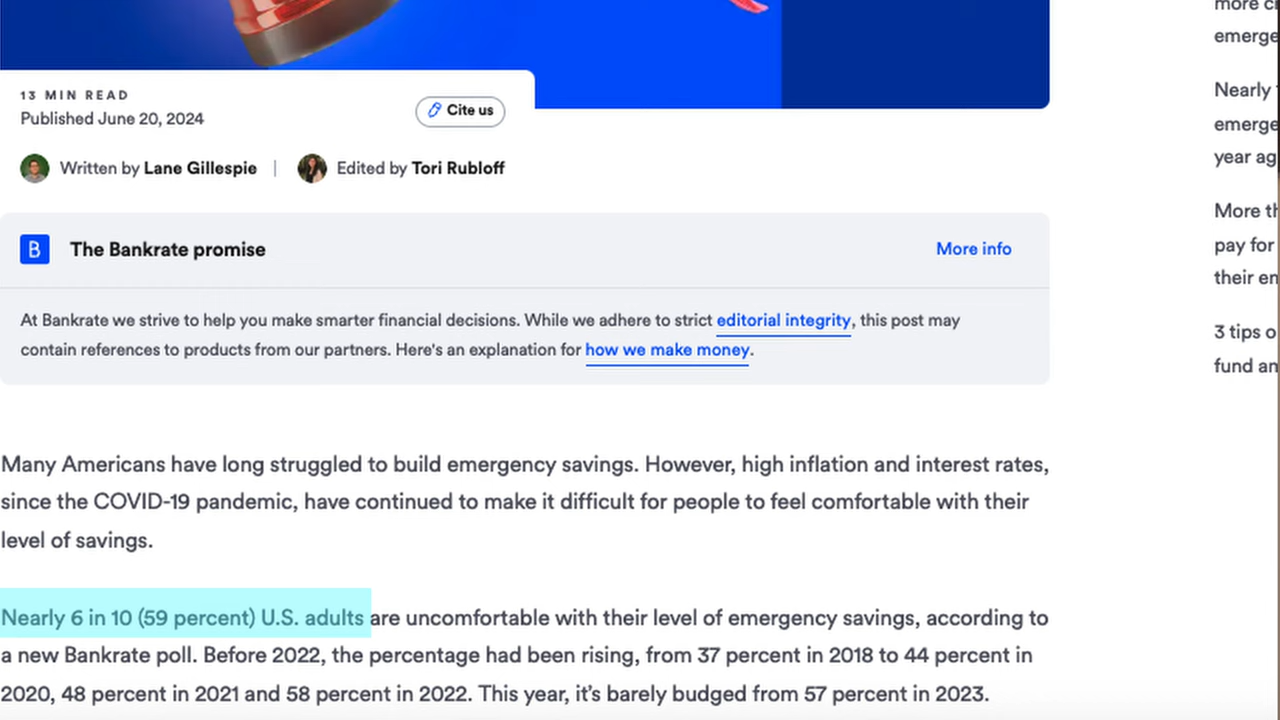 13 MIN READ
Published June 20, 2024
Cite us
Written by Lane Gillespie | Edited by Tori Rubloff
B The Bankrate promise
More info
At Bankrate we strive to help you make smarter financial decisions. While we adhere to strict editorial integrity, this post may
contain references to products from our partners. Here's an explanation for how we make money.
Many Americans have long struggled to build emergency savings. However, high inflation and interest rates,
since the COVID-19 pandemic, have continued to make it difficult for people to feel comfortable with their
level of savings.
Nearly 6 in 10 (59 percent) U.S. adults are uncomfortable with their level of emergency savings, according to
a new Bankrate poll. Before 2022, the percentage had been rising, from 37 percent in 2018 to 44 percent in
2020, 48 percent in 2021 and 58 percent in 2022. This year, it's barely budged from 57 percent in 2023.
more
emerge
Nearly
emerge
year ag
More th
pay for
their en
3 tips o
fund an